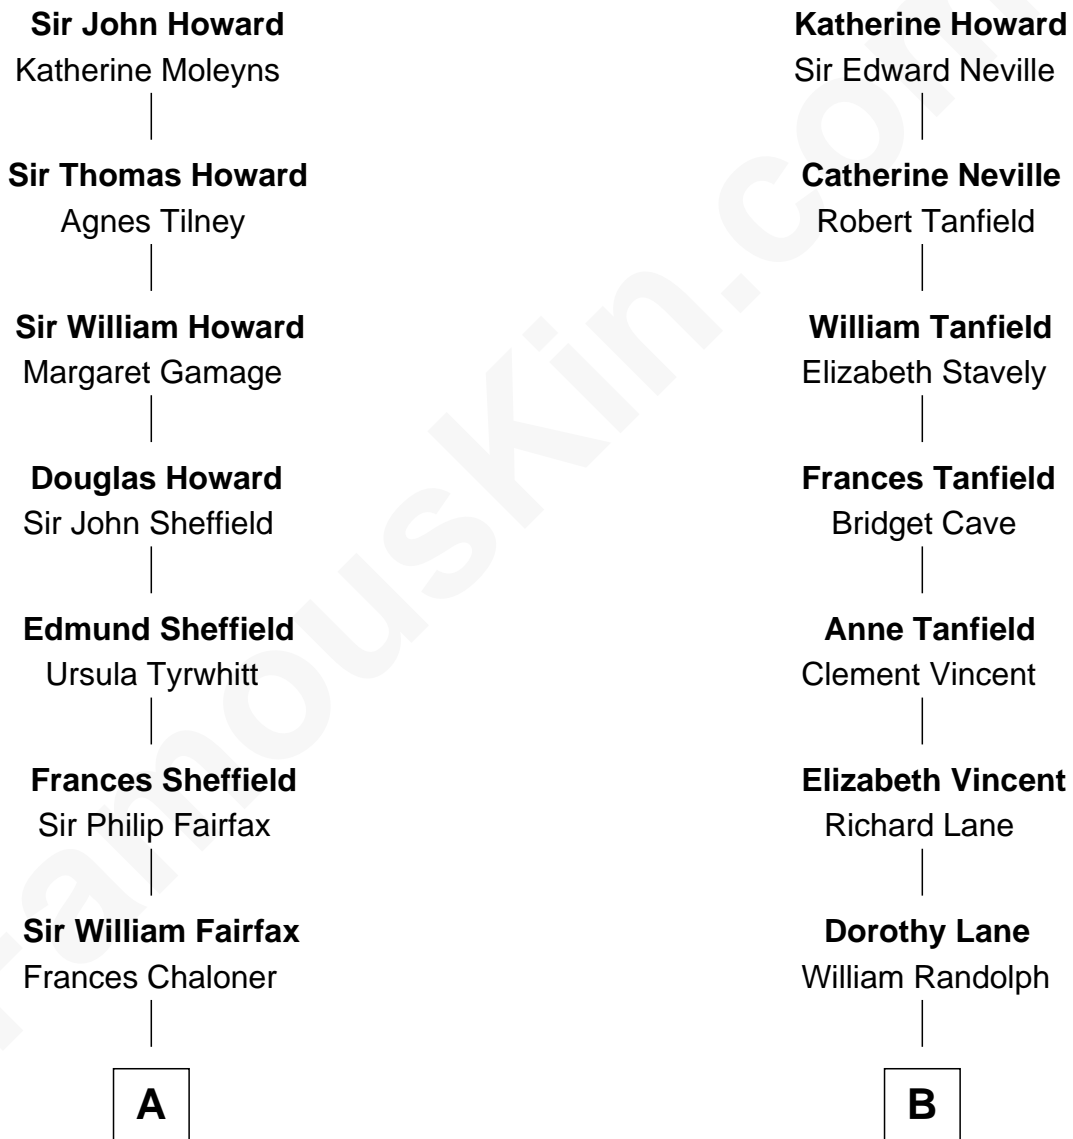 Sir John Howard
Katherine Moleyns
Sir Thomas Howard
Agnes Tilney
Sir William Howard
Margaret Gamage
Douglas Howard
Sir John Sheffield
Edmund Sheffield
Ursula Tyrwhitt
Frances Sheffield
Sir Philip Fairfax
Sir William Fairfax
Frances Chaloner
A
Katherine Howard
Sir Edward Neville
Catherine Neville
Robert Tanfield
William Tanfield
Elizabeth Stavely
Frances Tanfield
Bridget Cave
Anne Tanfield
Clement Vincent
Elizabeth Vincent
Richard Lane
Dorothy Lane
William Randolph
B
FamousKin.com